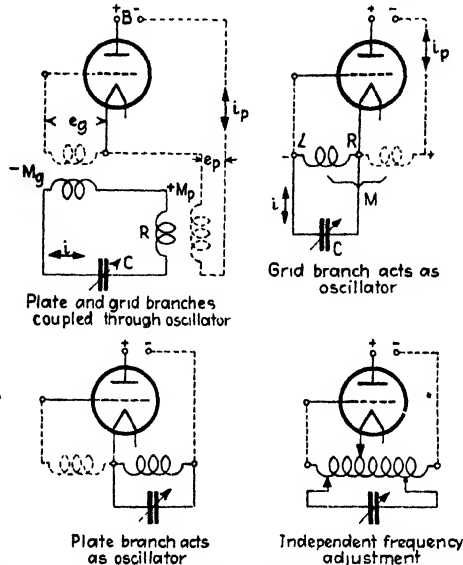 + B -
+ -
i_p
i_p
e_g
L
R
e_p
- +
-M_g
+M_p
M
i
R
i
C
C
Grid branch acts as
oscillator
Plate and grid branches
coupled through oscillator
+ -
+ -
Plate branch acts
as oscillator
Independent frequency
adjustment